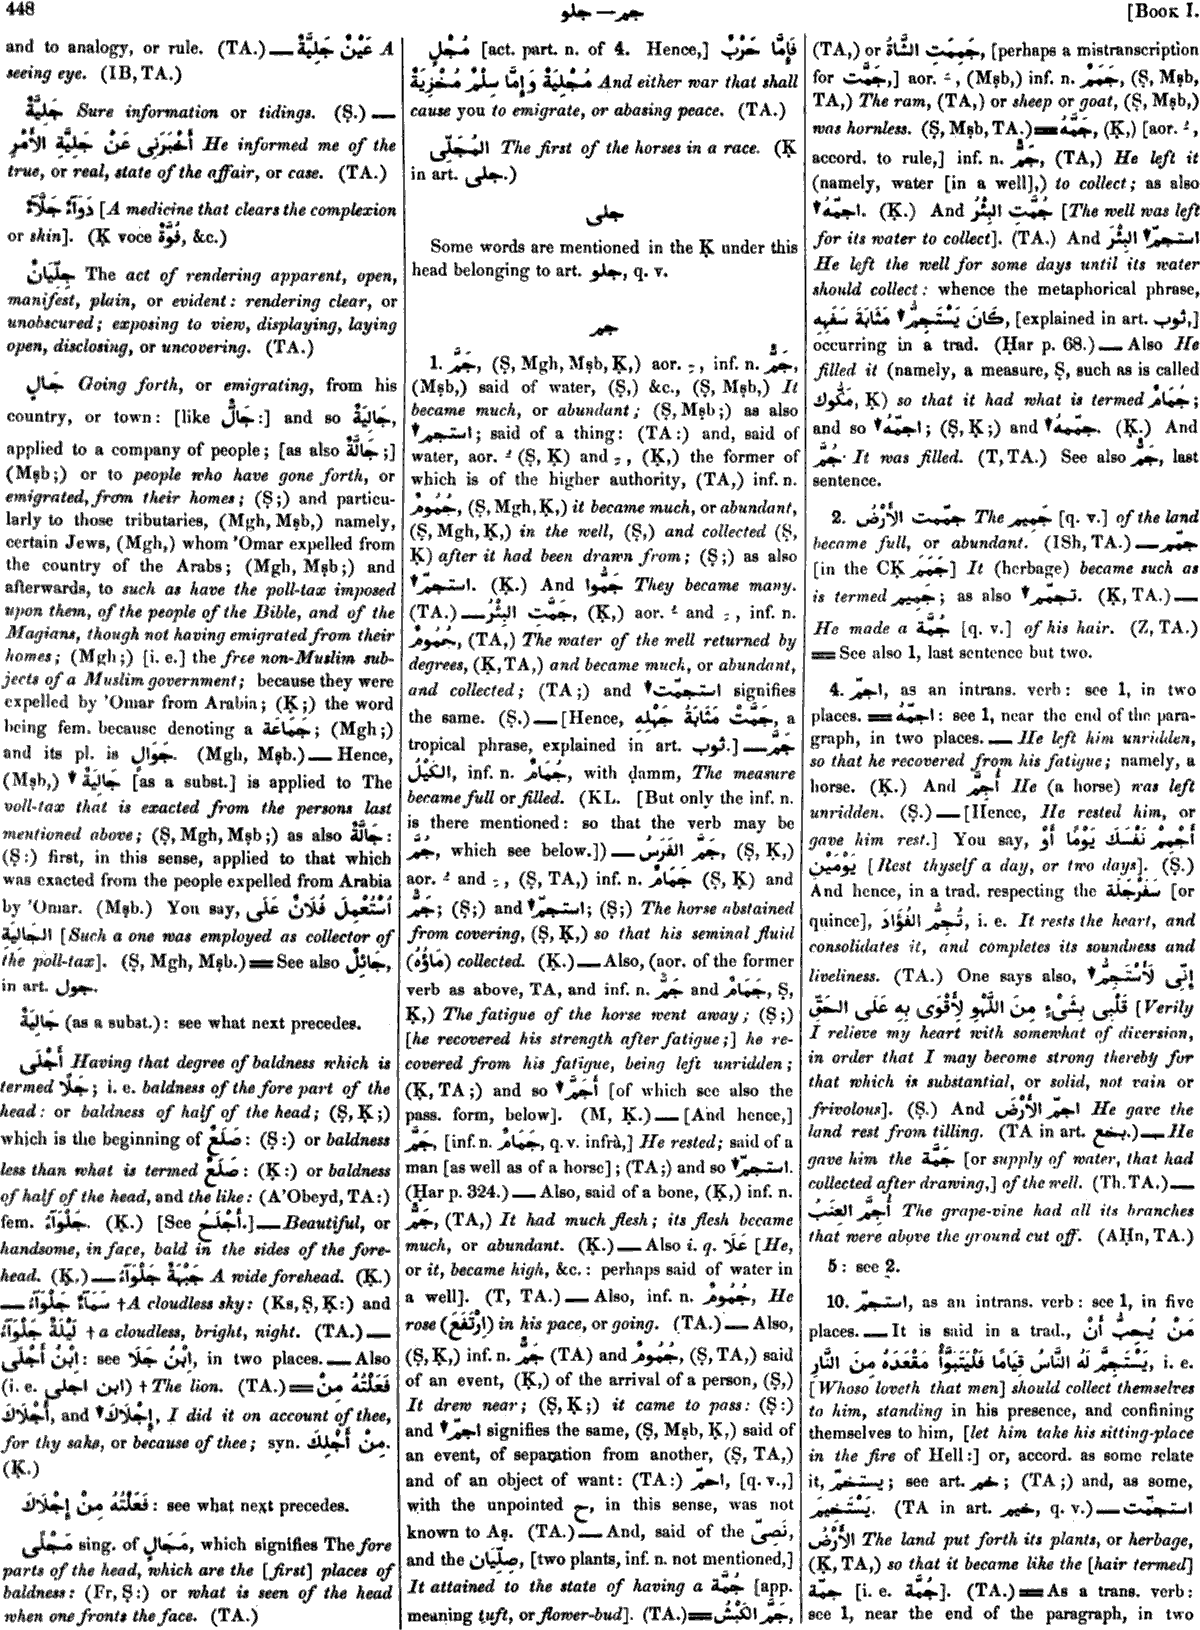 448
جلو — جم
[BOOK I.
and to analogy, or rule. (TA.) — عَيْنٌ جَلِيَّةٌ A
seeing eye. (IB, TA.)
جَلِيَّةٌ Sure information or tidings. (Ṣ.) —
أَخْبَرَنِى عَنْ جَلِيَّةِ الأَمْرِ He informed me of the
true, or real, state of the affair, or case. (TA.)
دَوَآءٌ جَلَّآءٌ [A medicine that clears the complexion
or skin]. (Ḳ voce فُوَّةٌ, &c.)
جِلِّيَانٌ The act of rendering apparent, open,
manifest, plain, or evident: rendering clear, or
unobscured; exposing to view, displaying, laying
open, disclosing, or uncovering. (TA.)
جَالٍ Going forth, or emigrating, from his
country, or town: [like جَالٌّ:] and so جَالِيَةٌ,
applied to a company of people; [as also جَالَّةٌ;]
(Mṣb;) or to people who have gone forth, or
emigrated, from their homes; (Ṣ;) and particu-
larly to those tributaries, (Mgh, Mṣb,) namely,
certain Jews, (Mgh,) whom 'Omar expelled from
the country of the Arabs; (Mgh, Mṣb;) and
afterwards, to such as have the poll-tax imposed
upon them, of the people of the Bible, and of the
Magians, though not having emigrated from their
homes; (Mgh;) [i. e.] the free non-Muslim sub-
jects of a Muslim government; because they were
expelled by 'Omar from Arabia; (Ḳ;) the word
being fem. because denoting a جَمَاعَة; (Mgh;)
and its pl. is جَوَالٍ. (Mgh, Mṣb.) — Hence,
(Mṣb,) ▼ جَالِيَةٌ [as a subst.] is applied to The
poll-tax that is exacted from the persons last
mentioned above; (Ṣ, Mgh, Mṣb;) as also جَالَّةٌ:
(Ṣ:) first, in this sense, applied to that which
was exacted from the people expelled from Arabia
by 'Omar. (Mṣb.) You say, اُسْتُعْمِلَ فُلَانٌ عَلَى
الجَالِيَةِ [Such a one was employed as collector of
the poll-tax]. (Ṣ, Mgh, Mṣb.) ＝ See also جَائِلٌ,
in art. جول.
جَالِيَةٌ (as a subst.): see what next precedes.
أَجْلَى Having that degree of baldness which is
termed جَلًا; i. e. baldness of the fore part of the
head: or baldness of half of the head; (Ṣ, Ḳ;)
which is the beginning of صَلَعٌ: (Ṣ:) or baldness
less than what is termed صَلَعٌ: (Ḳ:) or baldness
of half of the head, and the like: (A'Obeyd, TA:)
fem. جَلْوَآءُ. (Ḳ.) [See أَجْلَحُ.] — Beautiful, or
handsome, in face, bald in the sides of the fore-
head. (Ḳ.) — جَبْهَةٌ جَلْوَآءُ A wide forehead. (Ḳ.)
— سَمَآءٌ جَلْوَآءُ †A cloudless sky: (Ks, Ṣ, Ḳ:) and
لَيْلَةٌ جَلْوَآءُ †a cloudless, bright, night. (TA.) —
اِبْنُ أَجْلَى: see اِبْنُ جَلَا, in two places. — Also
(i. e. ابن اجلى) †The lion. (TA.) ＝ فَعَلْتُهُ مِنْ
أَجْلَاكَ, and ▼ إِجْلَاكَ, I did it on account of thee,
for thy sake, or because of thee; syn. مِنْ أَجْلِكَ.
(Ḳ.)
فَعَلْتُهُ مِنْ إِجْلَاكَ: see what next precedes.
مَجْلًى sing. of مَجَالٍ, which signifies The fore
parts of the head, which are the [first] places of
baldness: (Fr, Ṣ:) or what is seen of the head
when one fronts the face. (TA.)
مُجْلٍ [act. part. n. of 4. Hence,] فَإِمَّا حَرْبٌ
مُجْلِيَةٌ وَإِمَّا سِلْمٌ مُخْزِيَةٌ And either war that shall
cause you to emigrate, or abasing peace. (TA.)
المُجَلِّى The first of the horses in a race. (Ḳ
in art. جلى.)
جلى
Some words are mentioned in the Ḳ under this
head belonging to art. جلو, q. v.
جم
1. جَمَّ, (Ṣ, Mgh, Mṣb, Ḳ,) aor. ـِ, inf. n. جَمٌّ,
(Mṣb,) said of water, (Ṣ,) &c., (Ṣ, Mṣb,) It
became much, or abundant; (Ṣ, Mṣb;) as also
▼ استجم; said of a thing: (TA:) and, said of
water, aor. ـُ (Ṣ, Ḳ) and ـِ, (Ḳ,) the former of
which is of the higher authority, (TA,) inf. n.
جُمُومٌ, (Ṣ, Mgh, Ḳ,) it became much, or abundant,
(Ṣ, Mgh, Ḳ,) in the well, (Ṣ,) and collected (Ṣ,
Ḳ) after it had been drawn from; (Ṣ;) as also
▼ استجمّ. (Ḳ.) And جَمُّوا They became many.
(TA.) — جَمَّتِ البِئْرُ, (Ḳ,) aor. ـُ and ـِ, inf. n.
جُمُومٌ, (TA,) The water of the well returned by
degrees, (Ḳ, TA,) and became much, or abundant,
and collected; (TA;) and ▼ استجمّت signifies
the same. (Ṣ.) — [Hence, جَمَّتْ مَثَابَةُ جَهْلِهِ, a
tropical phrase, explained in art. ثوب.] — جَمَّ
الكَيْلُ, inf. n. جُمَامٌ, with ḍamm, The measure
became full or filled. (KL. [But only the inf. n.
is there mentioned: so that the verb may be
جُمَّ, which see below.]) — جَمَّ الفَرَسُ, (Ṣ, Ḳ,)
aor. ـُ and ـِ, (Ṣ, TA,) inf. n. جَمَامٌ (Ṣ, Ḳ) and
جَمٌّ; (Ṣ;) and ▼ استجمّ; (Ṣ;) The horse abstained
from covering, (Ṣ, Ḳ,) so that his seminal fluid
(مَاؤُهُ) collected. (Ḳ.) — Also, (aor. of the former
verb as above, TA, and inf. n. جَمٌّ and جَمَامٌ, Ṣ,
Ḳ,) The fatigue of the horse went away; (Ṣ;)
[he recovered his strength after fatigue;] he re-
covered from his fatigue, being left unridden;
(Ḳ, TA;) and so ▼ أَجَمَّ [of which see also the
pass. form, below]. (M, Ḳ.) — [And hence,]
جَمَّ, [inf. n. جَمَامٌ, q. v. infrà,] He rested; said of a
man [as well as of a horse]; (TA;) and so ▼ استجمّ.
(Ḥar p. 324.) — Also, said of a bone, (Ḳ,) inf. n.
جَمٌّ, (TA,) It had much flesh; its flesh became
much, or abundant. (Ḳ.) — Also i. q. عَلَا [He,
or it, became high, &c.: perhaps said of water in
a well]. (T, TA.) — Also, inf. n. جُمُومٌ, He
rose (اِرْتَفَعَ) in his pace, or going. (TA.) — Also,
(Ṣ, Ḳ,) inf. n. جَمٌّ (TA) and جُمُومٌ, (Ṣ, TA,) said
of an event, (Ḳ,) of the arrival of a person, (Ṣ,)
It drew near; (Ṣ, Ḳ;) it came to pass: (Ṣ:)
and ▼ اجمّ signifies the same, (Ṣ, Mṣb, Ḳ,) said of
an event, of separation from another, (Ṣ, TA,)
and of an object of want: (TA:) احمّ, [q. v.,]
with the unpointed ح, in this sense, was not
known to Aṣ. (TA.) — And, said of the نَصِىّ,
and the صِلِّيَان, [two plants, inf. n. not mentioned,]
It attained to the state of having a جُمَّة [app.
meaning tuft, or flower-bud]. (TA.) ＝ جَمَّ الكَبْشُ,
(TA,) or جَمِمَتِ الشَّاةُ, [perhaps a mistranscription
for جَمَّت,] aor. ـَ, (Mṣb,) inf. n. جَمَمٌ, (Ṣ, Mṣb,
TA,) The ram, (TA,) or sheep or goat, (Ṣ, Mṣb,)
was hornless. (Ṣ, Mṣb, TA.) ＝ جَمَّهُ, (Ḳ,) [aor. ـُ,
accord. to rule,] inf. n. جَمٌّ, (TA,) He left it
(namely, water [in a well],) to collect; as also
▼ اجمّهُ. (Ḳ.) And جُمَّتِ البِئْرُ [The well was left
for its water to collect]. (TA.) And ▼ استجمّ البِئْرَ
He left the well for some days until its water
should collect: whence the metaphorical phrase,
كَانَ يَسْتَجِمُّ▼ مَثَابَةَ سَفَهِهِ, [explained in art. ثوب,]
occurring in a trad. (Ḥar p. 68.) — Also He
filled it (namely, a measure, Ṣ, such as is called
مَكُّوك, Ḳ) so that it had what is termed جُمَام;
and so ▼ اجمّهُ; (Ṣ, Ḳ;) and ▼ جمّمهُ. (Ḳ.) And
جُمَّ It was filled. (T, TA.) See also جَمٌّ, last
sentence.
2. جمّمت الأَرْضُ The جَمِيم [q. v.] of the land
became full, or abundant. (ISh, TA.) — جمّم
[in the CḲ جَمَمَ] It (herbage) became such as
is termed جَمِيم; as also ▼ تجمّم. (Ḳ, TA.) —
He made a جُمَّة [q. v.] of his hair. (Z, TA.)
＝ See also 1, last sentence but two.
4. اجمّ, as an intrans. verb: see 1, in two
places. ＝ اجمّهُ: see 1, near the end of the para-
graph, in two places. — He left him unridden,
so that he recovered from his fatigue; namely, a
horse. (Ḳ.) And أُجِمَّ He (a horse) was left
unridden. (Ṣ.) — [Hence, He rested him, or
gave him rest.] You say, أَجْمِمْ نَفْسَكَ يَوْمًا أَوْ
يَوْمَيْنِ [Rest thyself a day, or two days]. (Ṣ.)
And hence, in a trad. respecting the سَفَرْجَلَة [or
quince], تُجِمُّ الفُؤَادَ, i. e. It rests the heart, and
consolidates it, and completes its soundness and
liveliness. (TA.) One says also, إِنِّى لَأَسْتَجِمُّ▼
قَلْبِى بِشَىْءٍ مِنَ اللَّهْوِ لِأَقْوَى بِهِ عَلَى الحَقِّ [Verily
I relieve my heart with somewhat of diversion,
in order that I may become strong thereby for
that which is substantial, or solid, not vain or
frivolous]. (Ṣ.) And اجمّ الأَرْضَ He gave the
land rest from tilling. (TA in art. بخع.) — He
gave him the جَمَّة [or supply of water, that had
collected after drawing,] of the well. (Th, TA.) —
أُجِمَّ العِنَبُ The grape-vine had all its branches
that were above the ground cut off. (AḤn, TA.)
5: see 2.
10. استجمّ, as an intrans. verb: see 1, in five
places. — It is said in a trad., مَنْ يُحِبُّ أَنْ
يَسْتَجِمَّ لَهُ النَّاسُ قِيَامًا فَلْيَتَبَوَّأْ مَقْعَدَهُ مِنَ النَّارِ, i. e.
[Whoso loveth that men] should collect themselves
to him, standing in his presence, and confining
themselves to him, [let him take his sitting-place
in the fire of Hell:] or, accord. as some relate
it, يستخمّ; see art. خم; (TA;) and, as some,
يَسْتَخِيمَ. (TA in art. خيم, q. v.) — استجمّت
الأَرْضُ The land put forth its plants, or herbage,
(Ḳ, TA,) so that it became like the [hair termed]
جمّة [i. e. جُمَّة]. (TA.) ＝ As a trans. verb:
see 1, near the end of the paragraph, in two